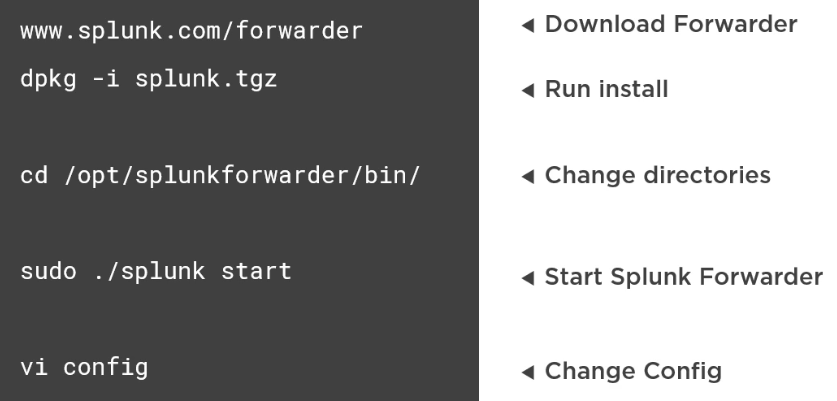 www.splunk.com/forwarder ◄ Download Forwarder
dpkg -i splunk.tgz ◄ Run install
cd /opt/splunkforwarder/bin/ ◄ Change directories
sudo ./splunk start ◄ Start Splunk Forwarder
vi config ◄ Change Config